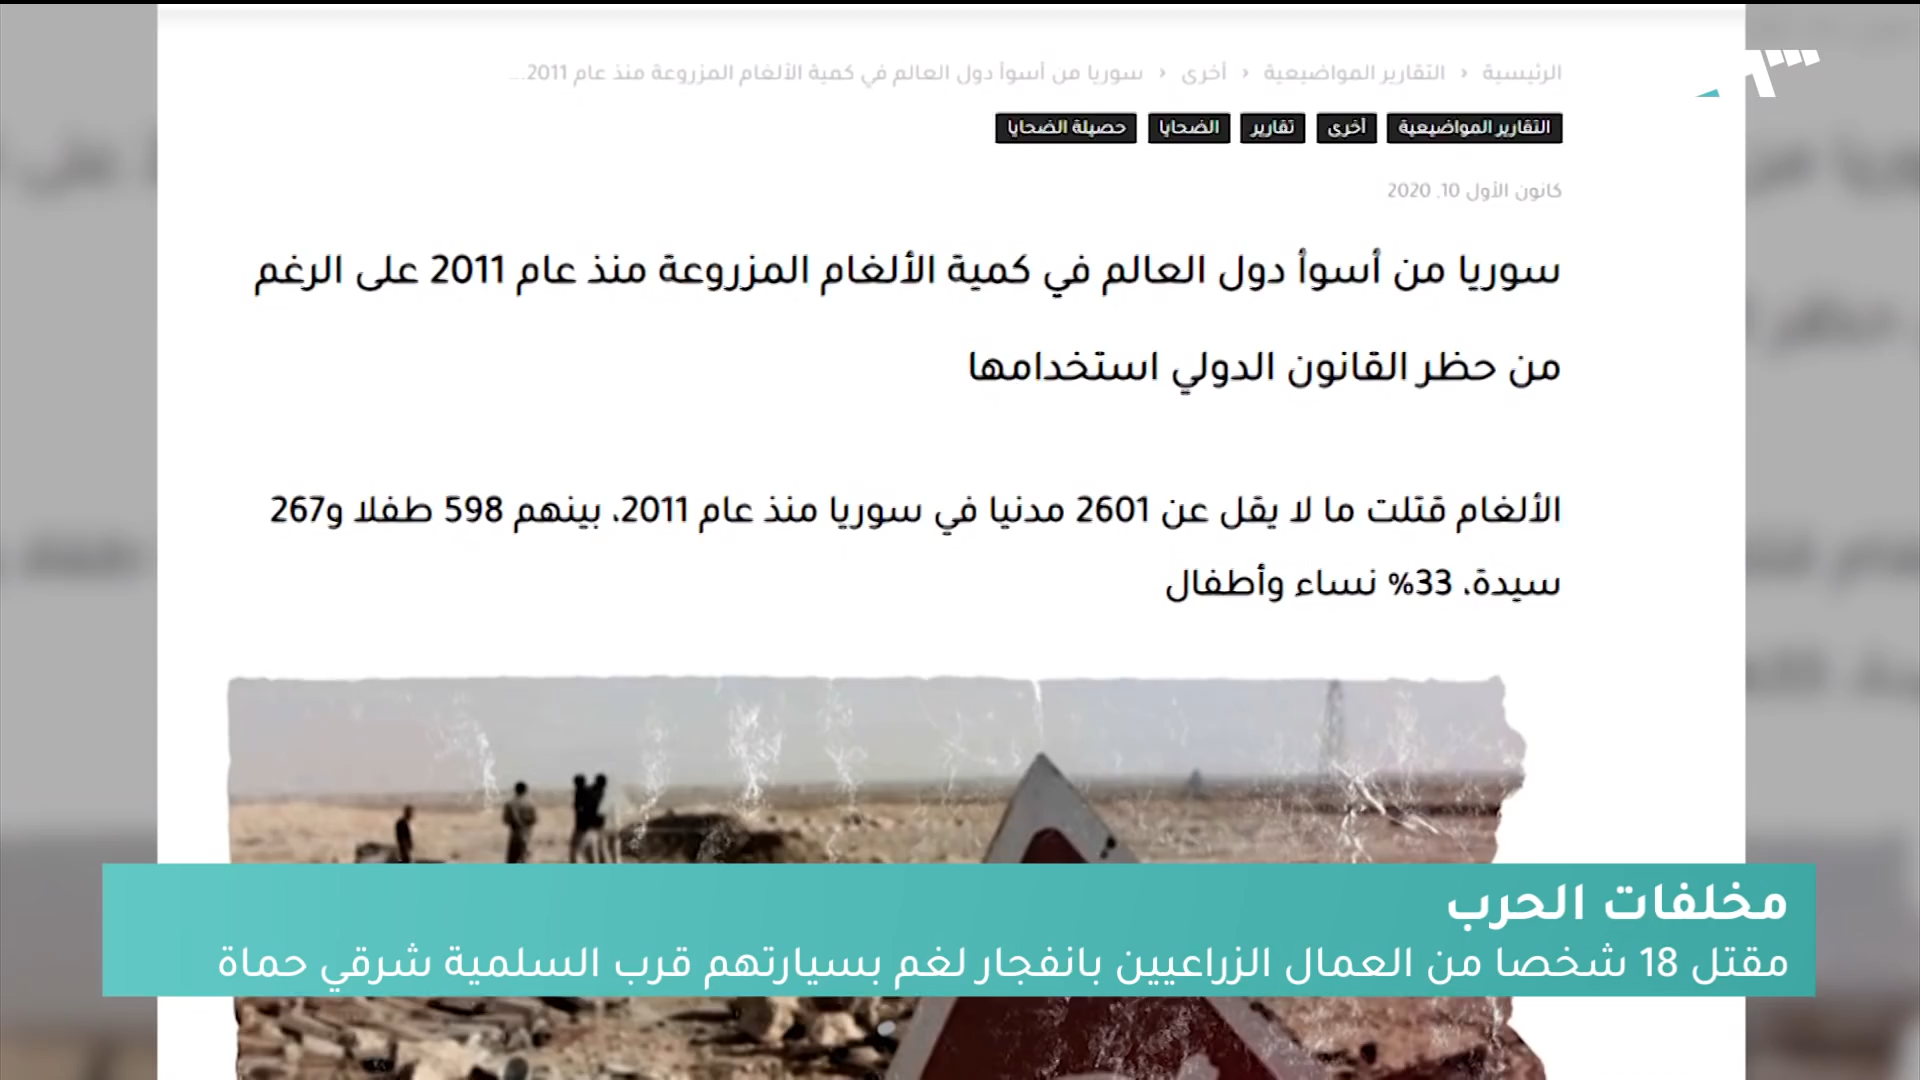 الرئيسية › التقارير المواضيعية › أخرى › سوريا من أسوأ دول العالم في كمية الألغام المزروعة منذ عام 2011...
التقارير المواضيعية أخرى تقارير الضحايا حصيلة الضحايا
كانون الأول 10, 2020
سوريا من أسوأ دول العالم في كمية الألغام المزروعة منذ عام 2011 على الرغم
من حظر القانون الدولي استخدامها
الألغام قتلت ما لا يقل عن 2601 مدنيا في سوريا منذ عام 2011، بينهم 598 طفلا و267
سيدة، 33% نساء وأطفال
مخلفات الحرب
مقتل 18 شخصا من العمال الزراعيين بانفجار لغم بسيارتهم قرب السلمية شرقي حماة